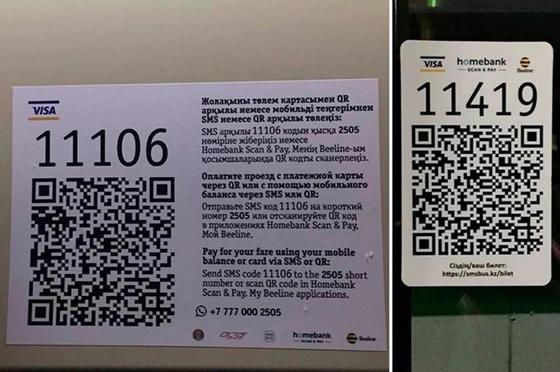 VISA
11106
Жолақыны төлем картасымен QR
арқылы немесе мобильді теңгерімнен
SMS немесе QR арқылы төлеңіз:
SMS арқылы 11106 кодын қысқа 2505
нөміріне жіберіңіз немесе
Homebank Scan & Pay, Менің Beeline-ым
қосымшаларында QR кодты сканерлеңіз.
Оплатите проезд с платежной карты
через QR или с помощью мобильного
баланса через SMS или QR:
Отправьте SMS код 11106 на короткий
номер 2505 или отсканируйте QR код
в приложениях Homebank Scan & Pay,
Мой Beeline.
Pay for your fare using your mobile
balance or card via SMS or QR:
Send SMS code 11106 to the 2505 short
number or scan QR code in Homebank
Scan & Pay, My Beeline applications.
+7 777 000 2505
homebank
SCAN & PAY
Beeline
VISA
homebank
SCAN & PAY
Beeline
11419
Сіздің/ваш билет:
https://smsbus.kz/bilet